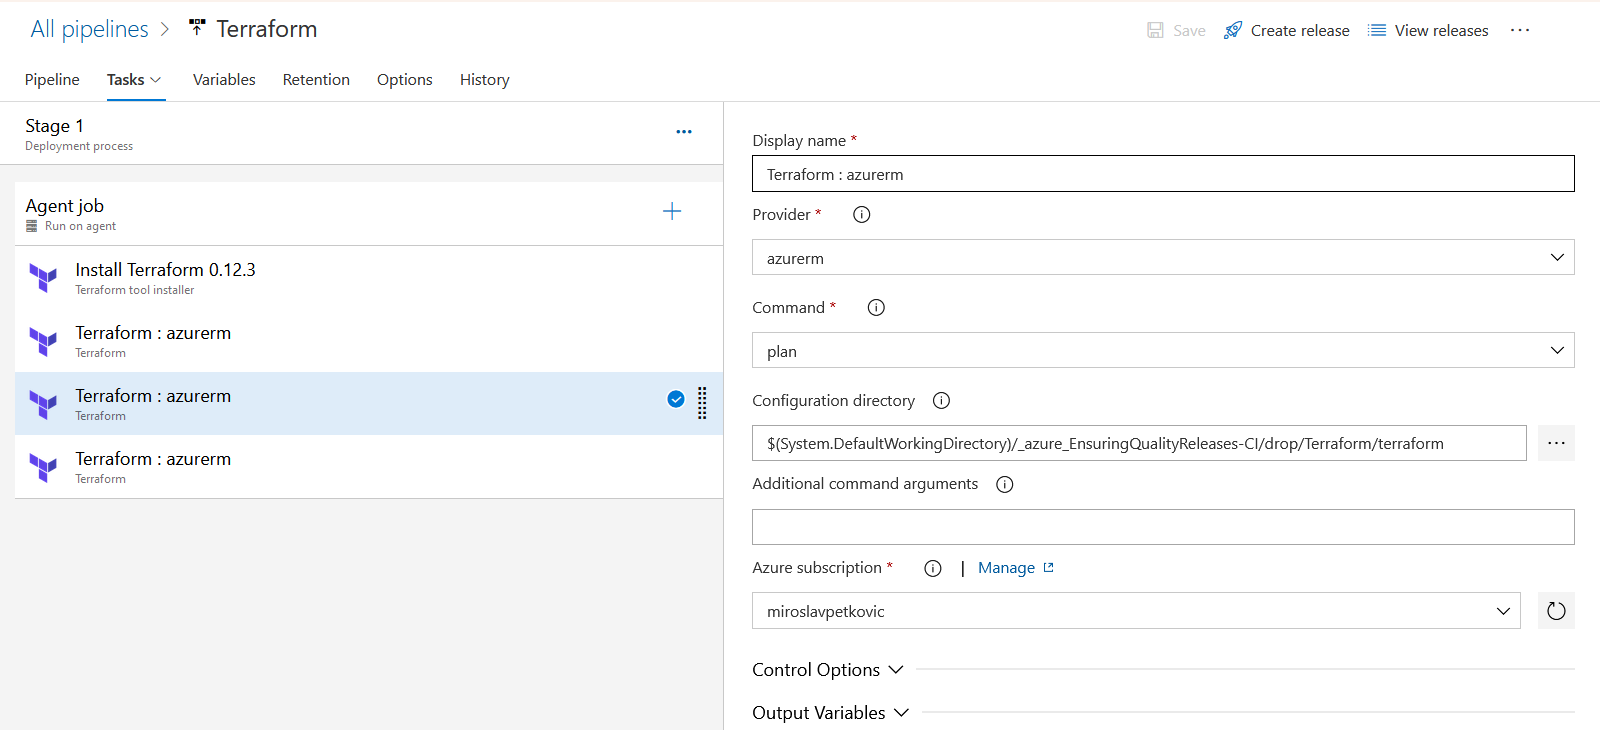 All pipelines > Terraform
Save Create release View releases ...
Pipeline Tasks Variables Retention Options History
Stage 1
Deployment process
Agent job
Run on agent
Install Terraform 0.12.3
Terraform tool installer
Terraform : azurerm
Terraform
Terraform : azurerm
Terraform
Terraform : azurerm
Terraform
Display name *
Terraform : azurerm
Provider *
azurerm
Command *
plan
Configuration directory
$(System.DefaultWorkingDirectory)/_azure_EnsuringQualityReleases-CI/drop/Terraform/terraform
Additional command arguments
Azure subscription * | Manage
miroslavpetkovic
Control Options
Output Variables